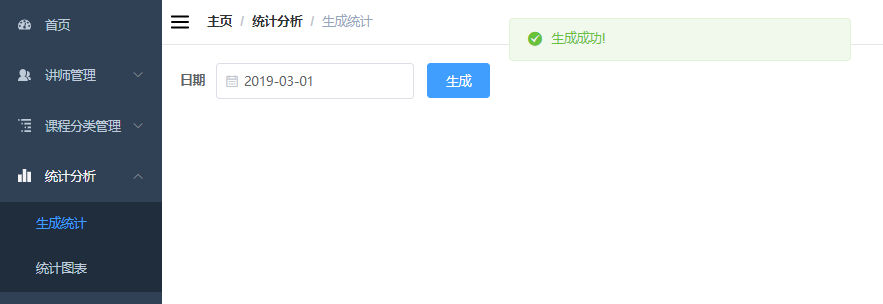 首页
讲师管理
课程分类管理
统计分析
生成统计
统计图表
主页 / 统计分析 / 生成统计
生成成功!
日期 2019-03-01 生成